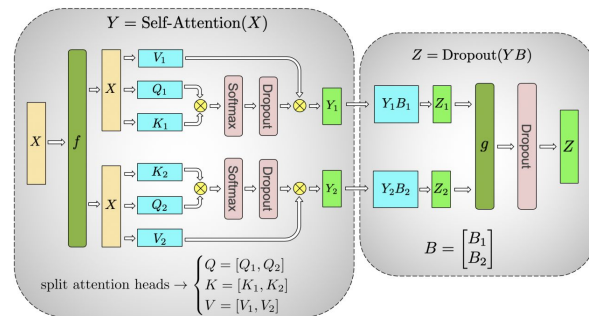 Y = Self-Attention(X)
X
f
X
V₁
Q₁
K₁
Softmax
Dropout
Y₁
X
K₂
Q₂
V₂
Softmax
Dropout
Y₂
split attention heads → { Q = [Q₁, Q₂]
K = [K₁, K₂]
V = [V₁, V₂]
Z = Dropout(YB)
Y₁B₁
Z₁
Y₂B₂
Z₂
g
Dropout
Z
B = [B₁
B₂]